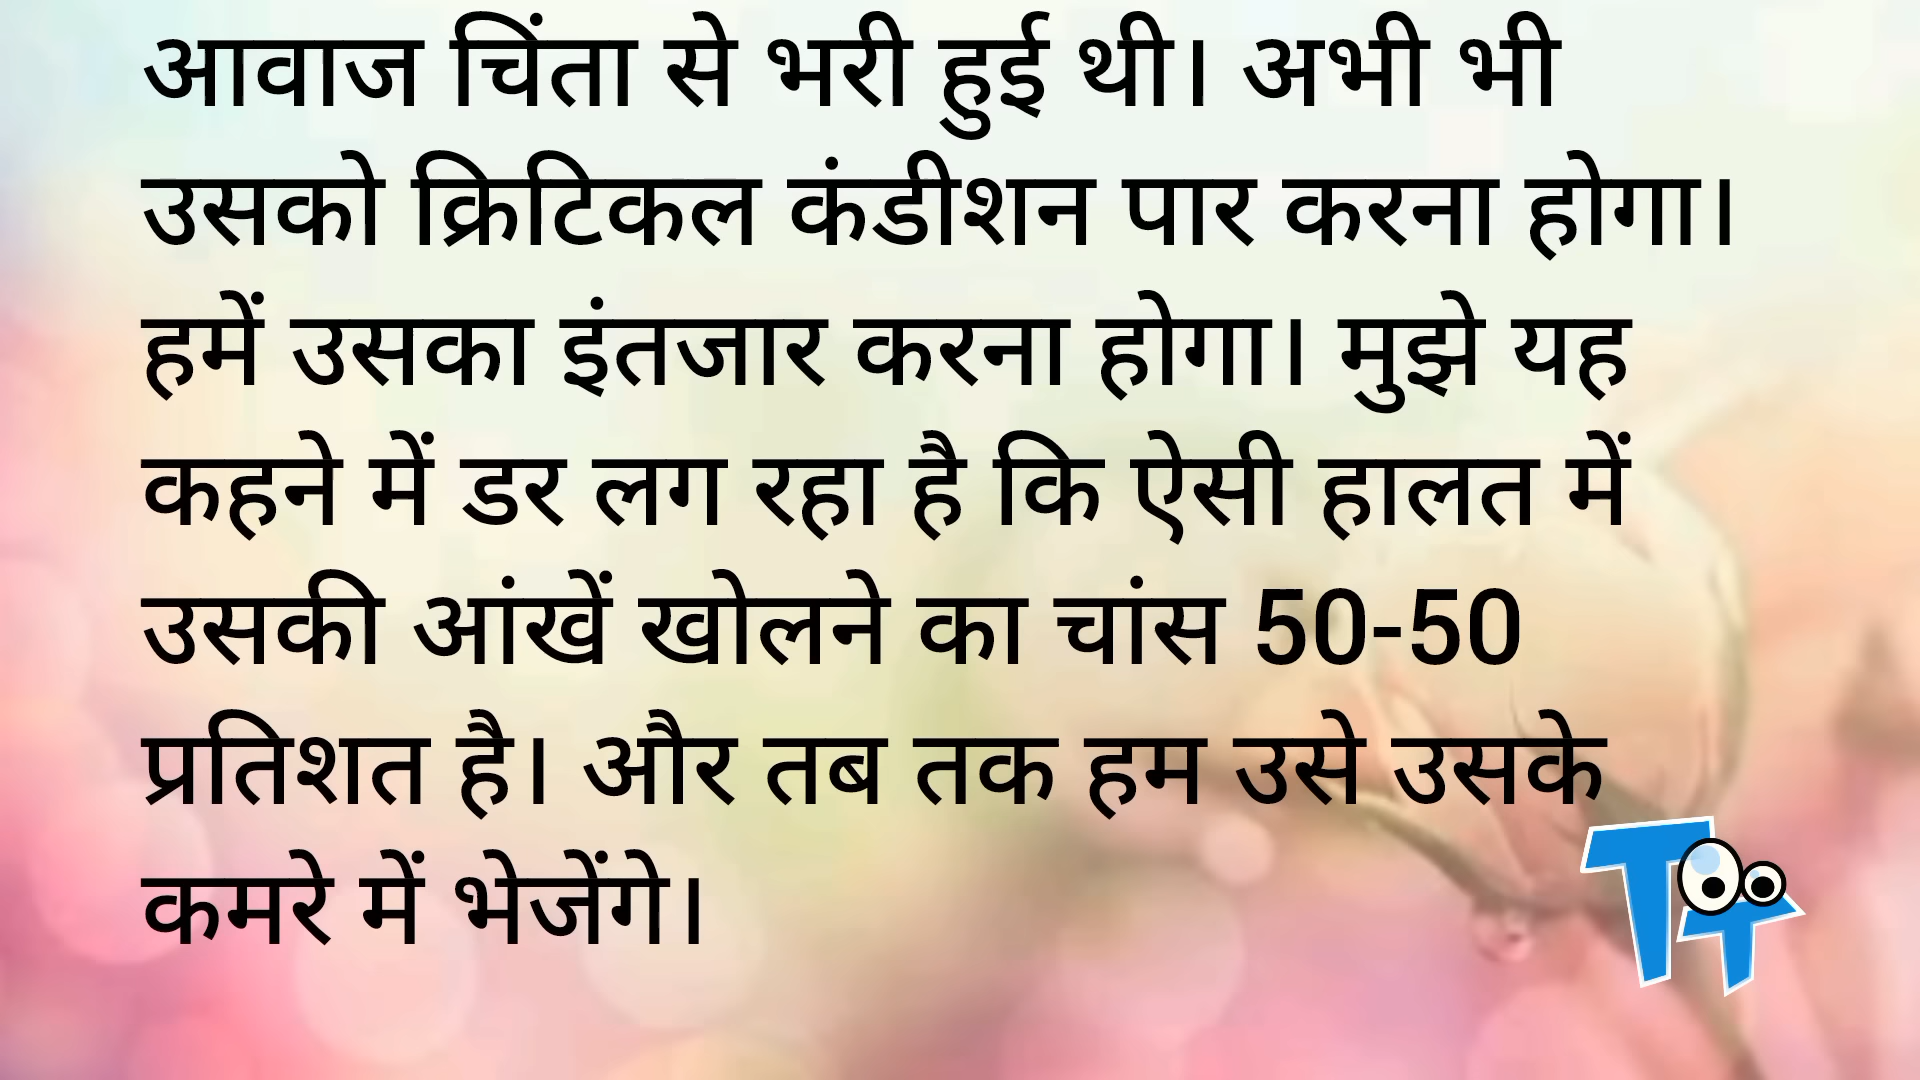 आवाज चिंता से भरी हुई थी। अभी भी
उसको क्रिटिकल कंडीशन पार करना होगा।
हमें उसका इंतजार करना होगा। मुझे यह
कहने में डर लग रहा है कि ऐसी हालत में
उसकी आंखें खोलने का चांस 50-50
प्रतिशत है। और तब तक हम उसे उसके
कमरे में भेजेंगे।
TT